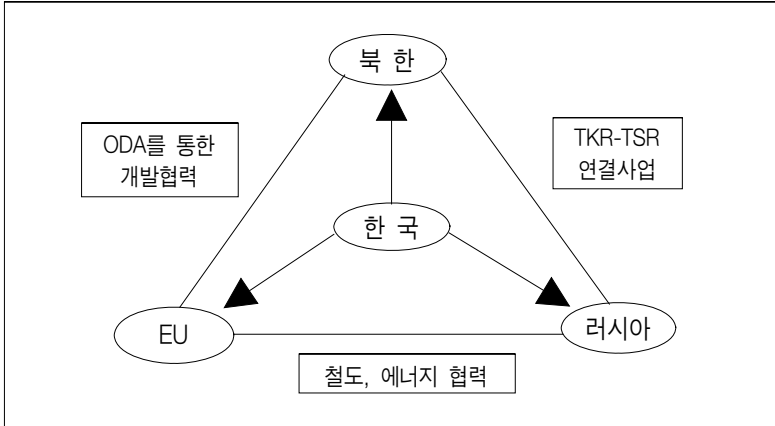 북 한
ODA를 통한
개발협력
TKR-TSR
연결사업
한 국
EU
러시아
철도, 에너지 협력